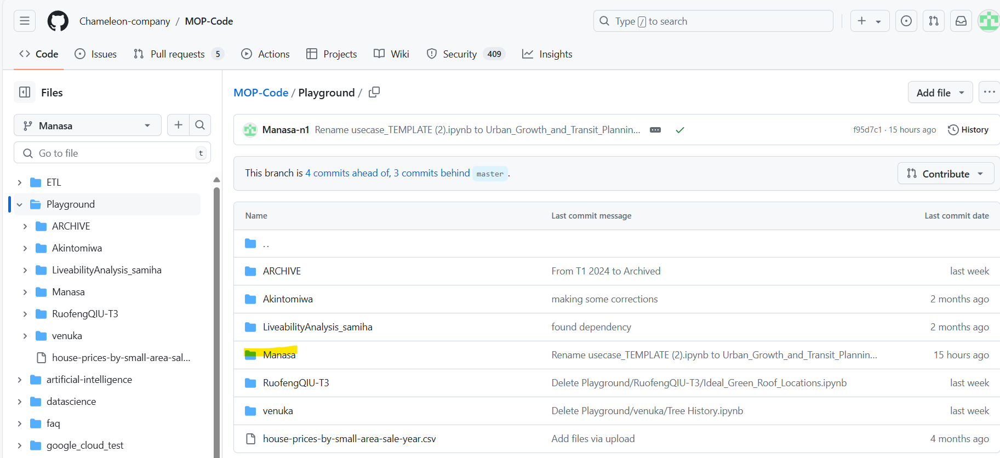 Chameleon-company / MOP-Code
Type / to search
Code
Issues
Pull requests 5
Actions
Projects
Wiki
Security 409
Insights
Files
Manasa
Go to file t
ETL
Playground
ARCHIVE
Akintomiwa
LiveabilityAnalysis_samiha
Manasa
RuofengQIU-T3
venuka
house-prices-by-small-area-sal...
artificial-intelligence
datascience
faq
google_cloud_test
MOP-Code / Playground /
Add file
Manasa-n1 Rename usecase_TEMPLATE (2).ipynb to Urban_Growth_and_Transit_Plannin... f95d7c1 · 15 hours ago History
This branch is 4 commits ahead of, 3 commits behind master .
Contribute
Name Last commit message Last commit date
..
ARCHIVE From T1 2024 to Archived last week
Akintomiwa making some corrections 2 months ago
LiveabilityAnalysis_samiha found dependency 2 months ago
Manasa Rename usecase_TEMPLATE (2).ipynb to Urban_Growth_and_Transit_Plannin... 15 hours ago
RuofengQIU-T3 Delete Playground/RuofengQIU-T3/Ideal_Green_Roof_Locations.ipynb last week
venuka Delete Playground/venuka/Tree History.ipynb last week
house-prices-by-small-area-sale-year.csv Add files via upload 4 months ago